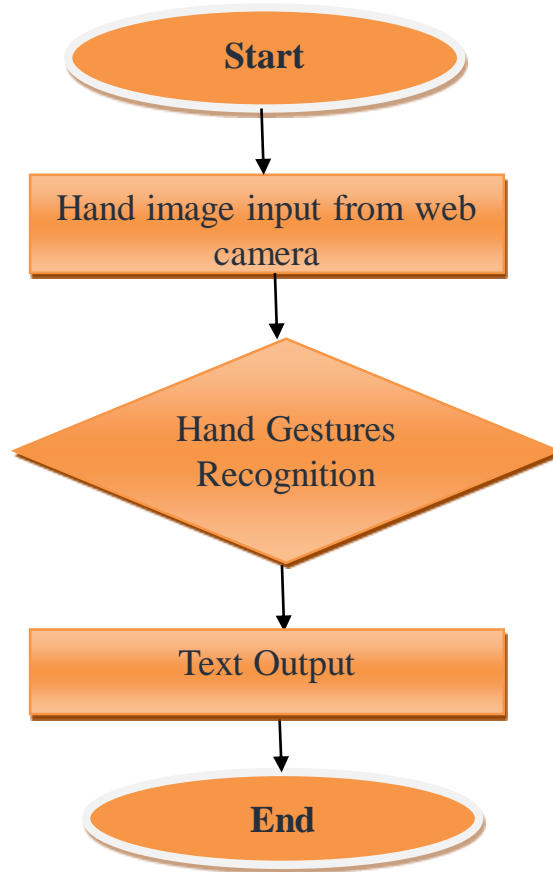 Start
Hand image input from web
camera
Hand Gestures
Recognition
Text Output
End